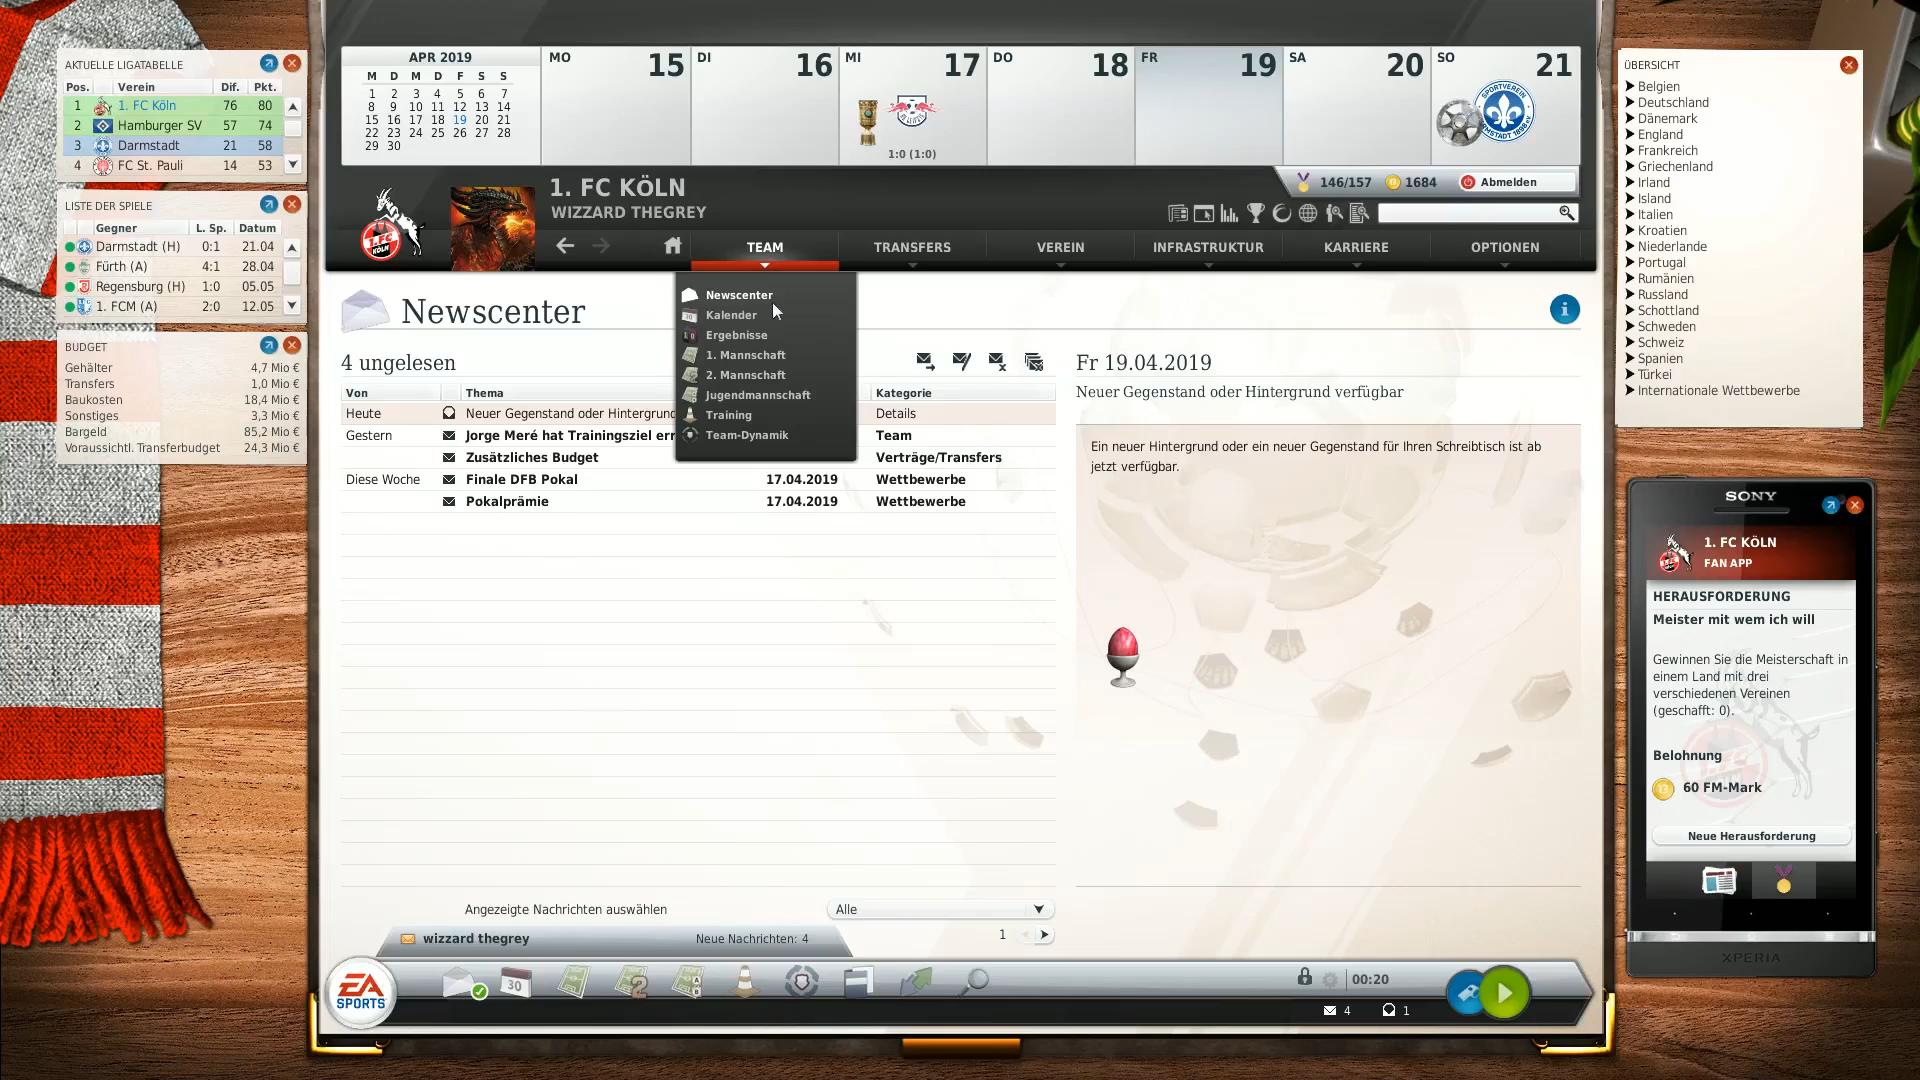 AKTUELLE LIGATABELLE
Pos. Verein Dif. Pkt.
1 1. FC Köln 76 80
2 Hamburger SV 57 74
3 Darmstadt 21 58
4 FC St. Pauli 14 53
LISTE DER SPIELE
Gegner L. Sp. Datum
Darmstadt (H) 0:1 21.04
Fürth (A) 4:1 28.04
Regensburg (H) 1:0 05.05
1. FCM (A) 2:0 12.05
BUDGET
Gehälter 4,7 Mio €
Transfers 1,0 Mio €
Baukosten 18,4 Mio €
Sonstiges 3,3 Mio €
Bargeld 85,2 Mio €
Voraussichtl. Transferbudget 24,3 Mio €
APR 2019
M D M D F S S
1 2 3 4 5 6 7
8 9 10 11 12 13 14
15 16 17 18 19 20 21
22 23 24 25 26 27 28
29 30
MO 15 DI 16 MI 17 DO 18 FR 19 SA 20 SO 21
1:0 (1:0)
1. FC KÖLN
WIZZARD THEGREY
146/157 1684 Abmelden
TEAM TRANSFERS VEREIN INFRASTRUKTUR KARRIERE OPTIONEN
Newscenter
Kalender
Ergebnisse
1. Mannschaft
2. Mannschaft
Jugendmannschaft
Training
Team-Dynamik
Newscenter
4 ungelesen
Von Thema Kategorie
Heute Neuer Gegenstand oder Hintergrund Details
Gestern Jorge Meré hat Trainingsziel err Team
Zusätzliches Budget Verträge/Transfers
Diese Woche Finale DFB Pokal 17.04.2019 Wettbewerbe
Pokalprämie 17.04.2019 Wettbewerbe
Fr 19.04.2019
Neuer Gegenstand oder Hintergrund verfügbar
Ein neuer Hintergrund oder ein neuer Gegenstand für Ihren Schreibtisch ist ab
jetzt verfügbar.
Angezeigte Nachrichten auswählen Alle
1
wizzard thegrey Neue Nachrichten: 4
EA
SPORTS
30
2
00:20
4 1
ÜBERSICHT
Belgien
Deutschland
Dänemark
England
Frankreich
Griechenland
Irland
Island
Italien
Kroatien
Niederlande
Portugal
Rumänien
Russland
Schottland
Schweden
Schweiz
Spanien
Türkei
Internationale Wettbewerbe
SONY
1. FC KÖLN
FAN APP
HERAUSFORDERUNG
Meister mit wem ich will
Gewinnen Sie die Meisterschaft in
einem Land mit drei
verschiedenen Vereinen
(geschafft: 0).
Belohnung
60 FM-Mark
Neue Herausforderung
XPERIA